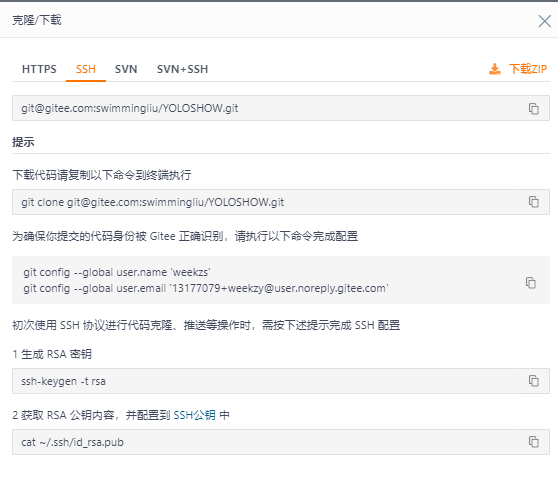 克隆/下载
HTTPS SSH SVN SVN+SSH 下载ZIP
git@gitee.com:swimmingliu/YOLOSHOW.git
提示
下载代码请复制以下命令到终端执行
git clone git@gitee.com:swimmingliu/YOLOSHOW.git
为确保你提交的代码身份被 Gitee 正确识别，请执行以下命令完成配置
git config --global user.name 'weekzs'
git config --global user.email '13177079+weekzy@user.noreply.gitee.com'
初次使用 SSH 协议进行代码克隆、推送等操作时，需按下述提示完成 SSH 配置
1 生成 RSA 密钥
ssh-keygen -t rsa
2 获取 RSA 公钥内容，并配置到 SSH公钥 中
cat ~/.ssh/id_rsa.pub